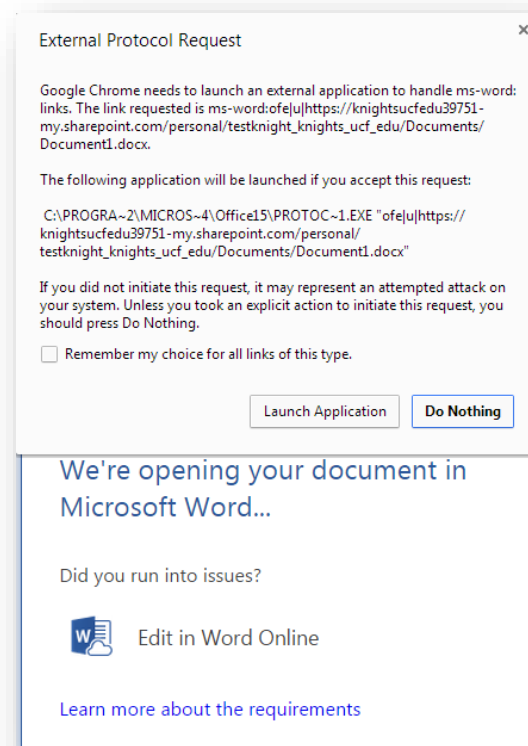 External Protocol Request
Google Chrome needs to launch an external application to handle ms-word:
links. The link requested is ms-word:ofe|u|https://knightsucfedu39751-
my.sharepoint.com/personal/testknight_knights_ucf_edu/Documents/
Document1.docx.
The following application will be launched if you accept this request:
C:\PROGRA~2\MICROS~4\Office15\PROTOC~1.EXE "ofe|u|https://
knightsucfedu39751-my.sharepoint.com/personal/
testknight_knights_ucf_edu/Documents/Document1.docx"
If you did not initiate this request, it may represent an attempted attack on
your system. Unless you took an explicit action to initiate this request, you
should press Do Nothing.
Remember my choice for all links of this type.
Launch Application
Do Nothing
We're opening your document in
Microsoft Word...
Did you run into issues?
W
Edit in Word Online
Learn more about the requirements